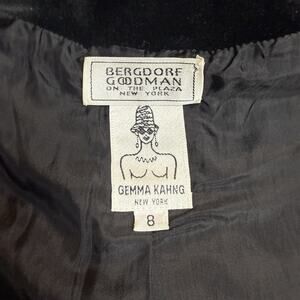 BERGDORF
GOODMAN
ON THE PLAZA
NEW YORK
GEMMA KAHNG
NEW YORK
8